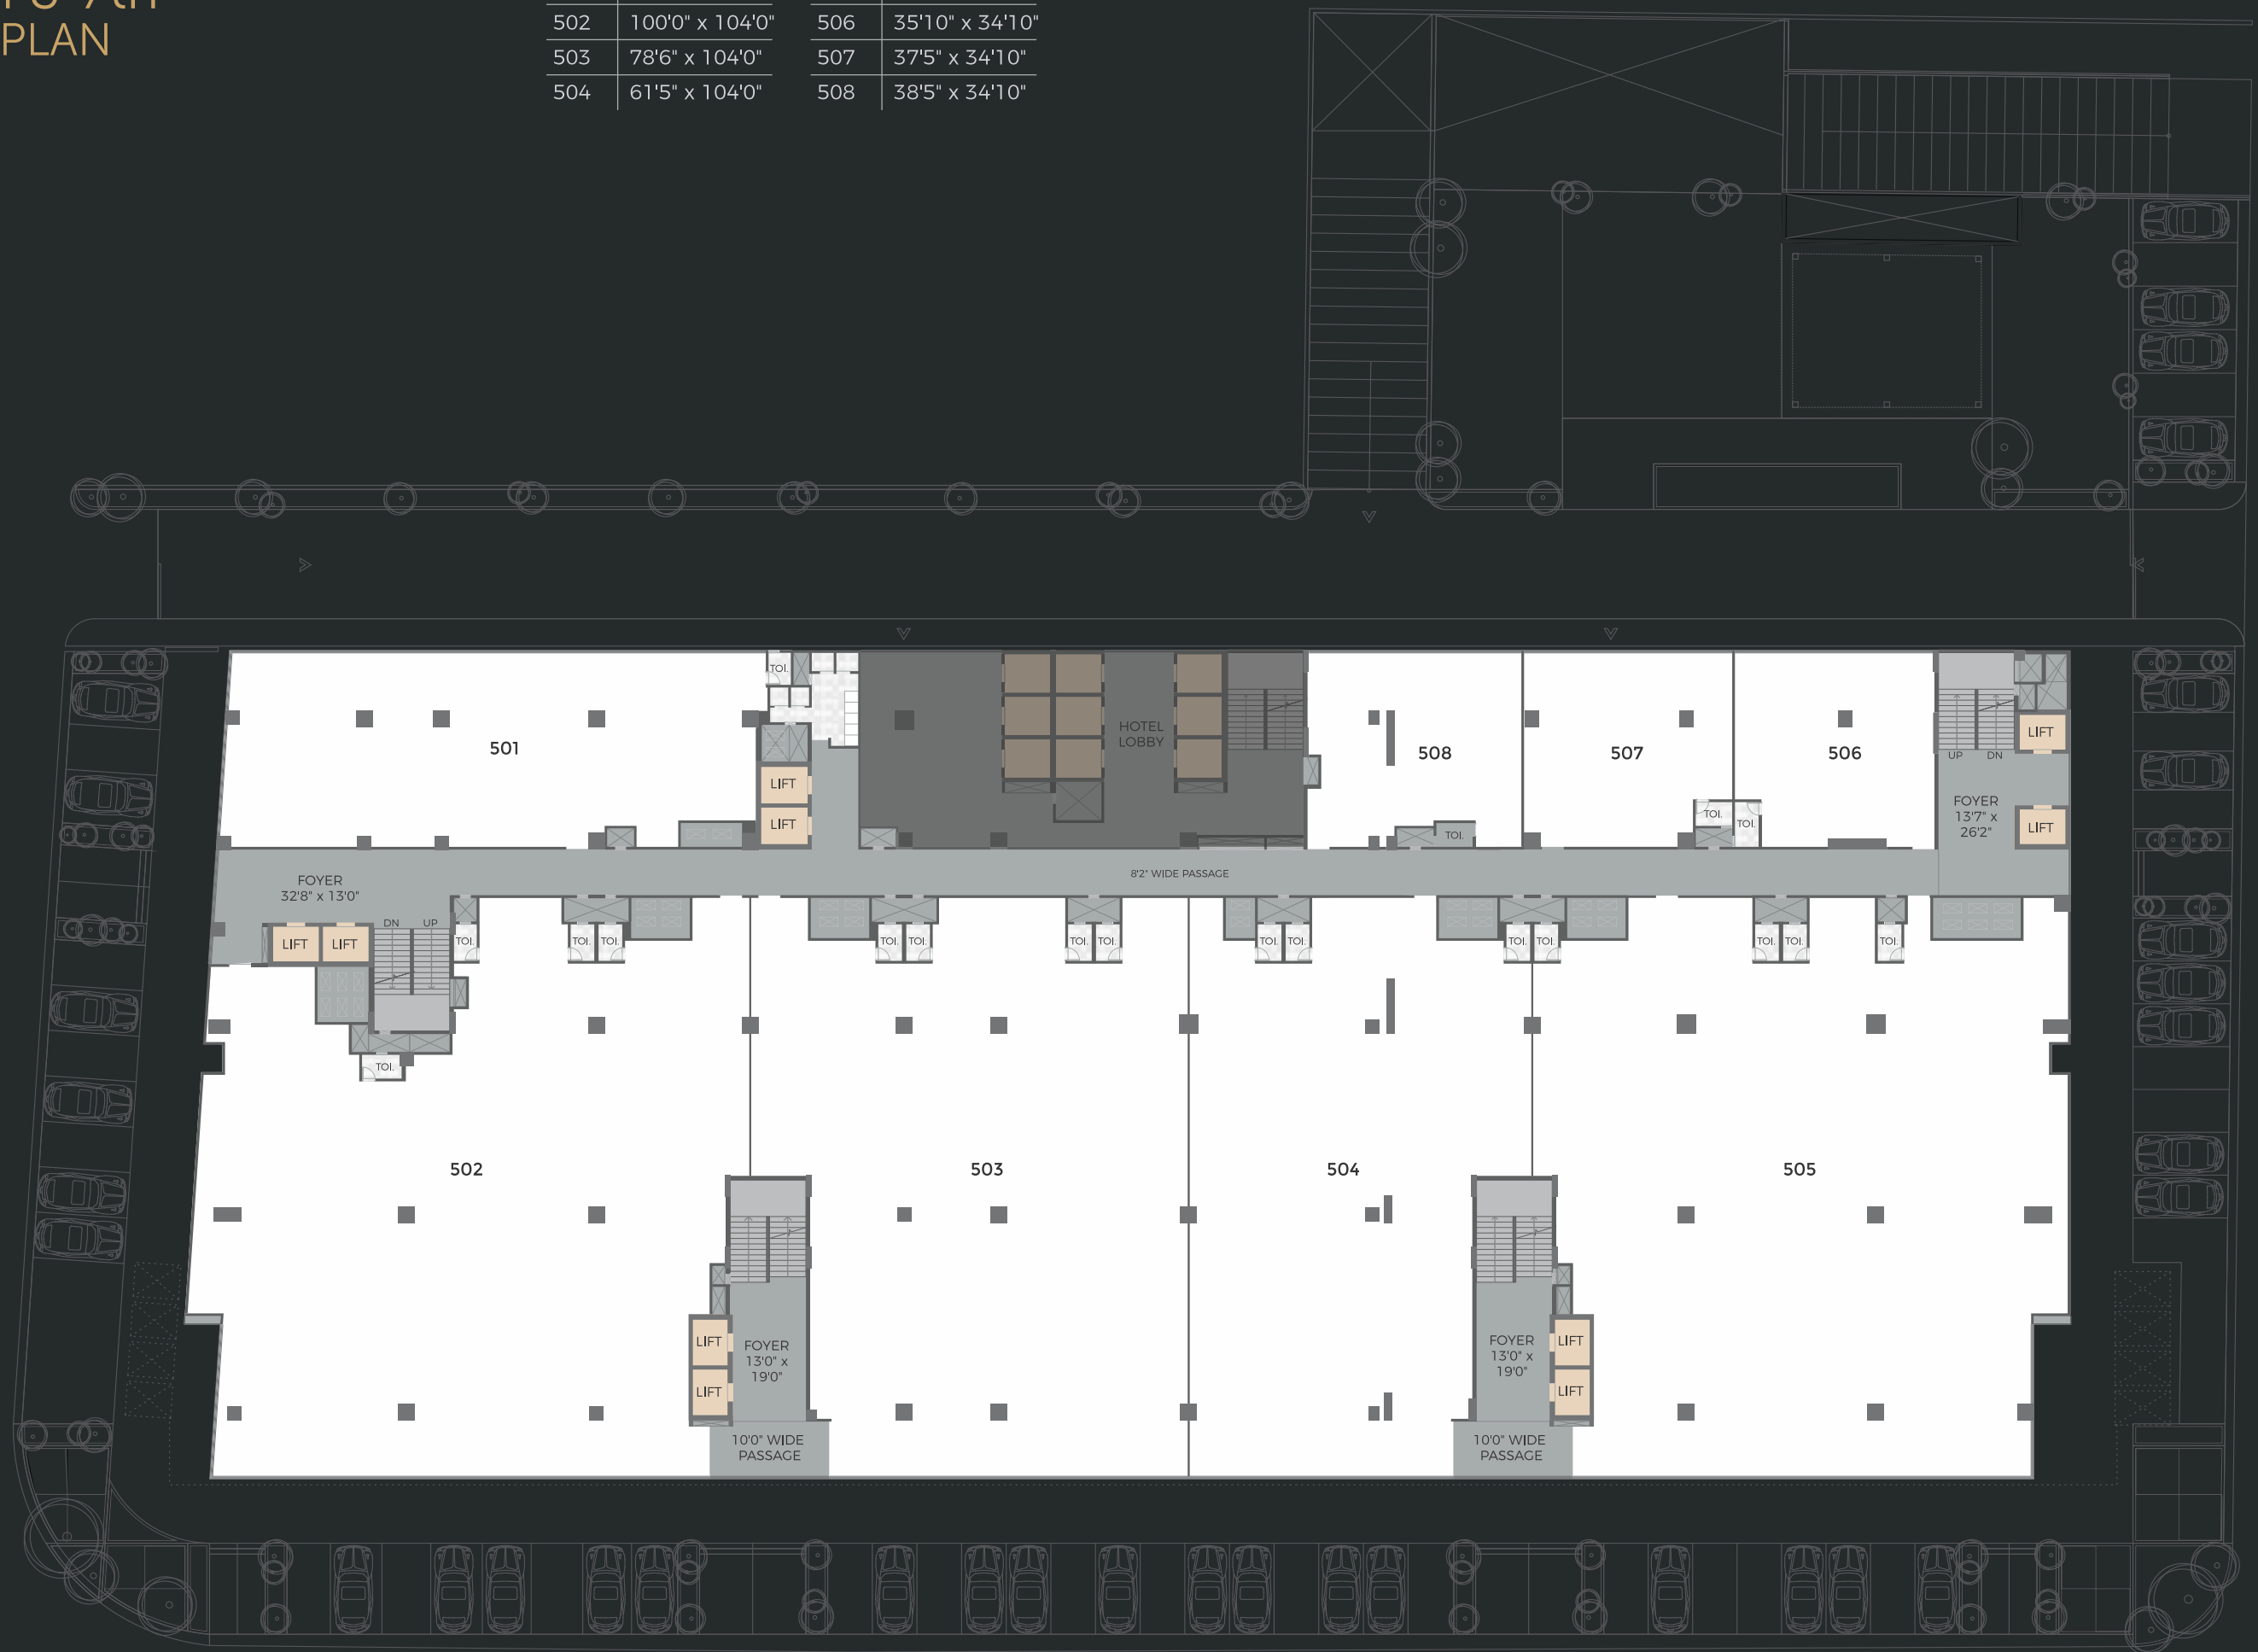 PLAN
502 100'0" x 104'0" 506 35'10" x 34'10"
503 78'6" x 104'0" 507 37'5" x 34'10"
504 61'5" x 104'0" 508 38'5" x 34'10"
TOI.
HOTEL
LOBBY
501
508
507
506
LIFT
UP DN
LIFT
LIFT
FOYER
13'7" x
26'2"
TOI.
TOI.
TOI.
LIFT
8'2" WIDE PASSAGE
FOYER
32'8" x 13'0"
DN UP
LIFT LIFT
TOI. TOI. TOI. TOI. TOI. TOI. TOI. TOI. TOI. TOI. TOI. TOI. TOI. TOI.
TOI.
502
503
504
505
LIFT
FOYER
13'0" x
19'0"
LIFT
FOYER
13'0" x
19'0"
LIFT
LIFT
10'0" WIDE
PASSAGE
10'0" WIDE
PASSAGE